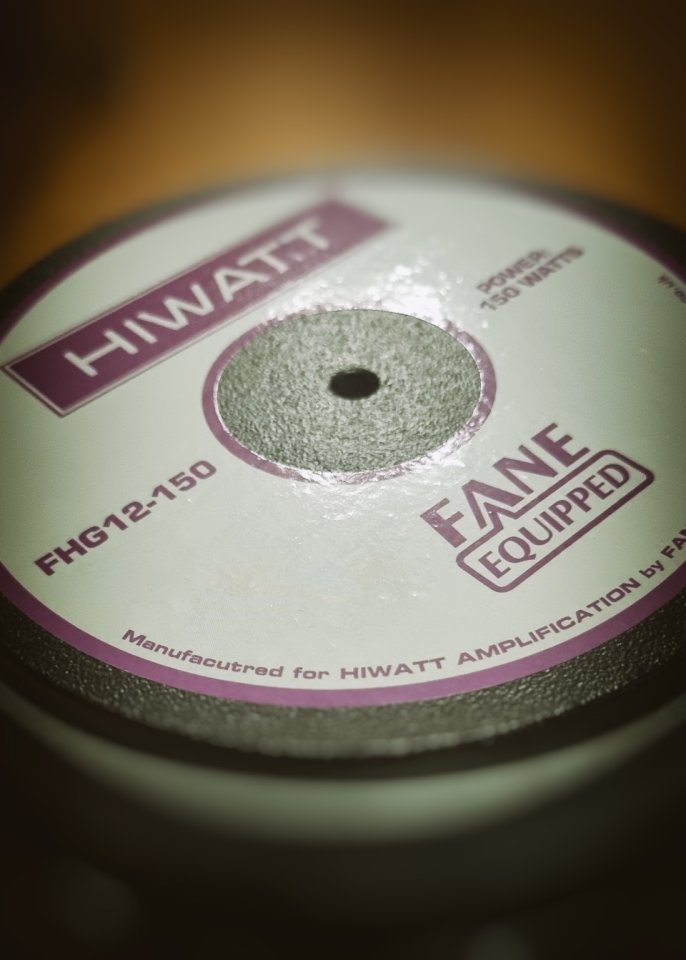 HIWATT
POWER:
150 WATTS
FHG12-150
FANE
EQUIPPED
Manufacutred for HIWATT AMPLIFICATION by